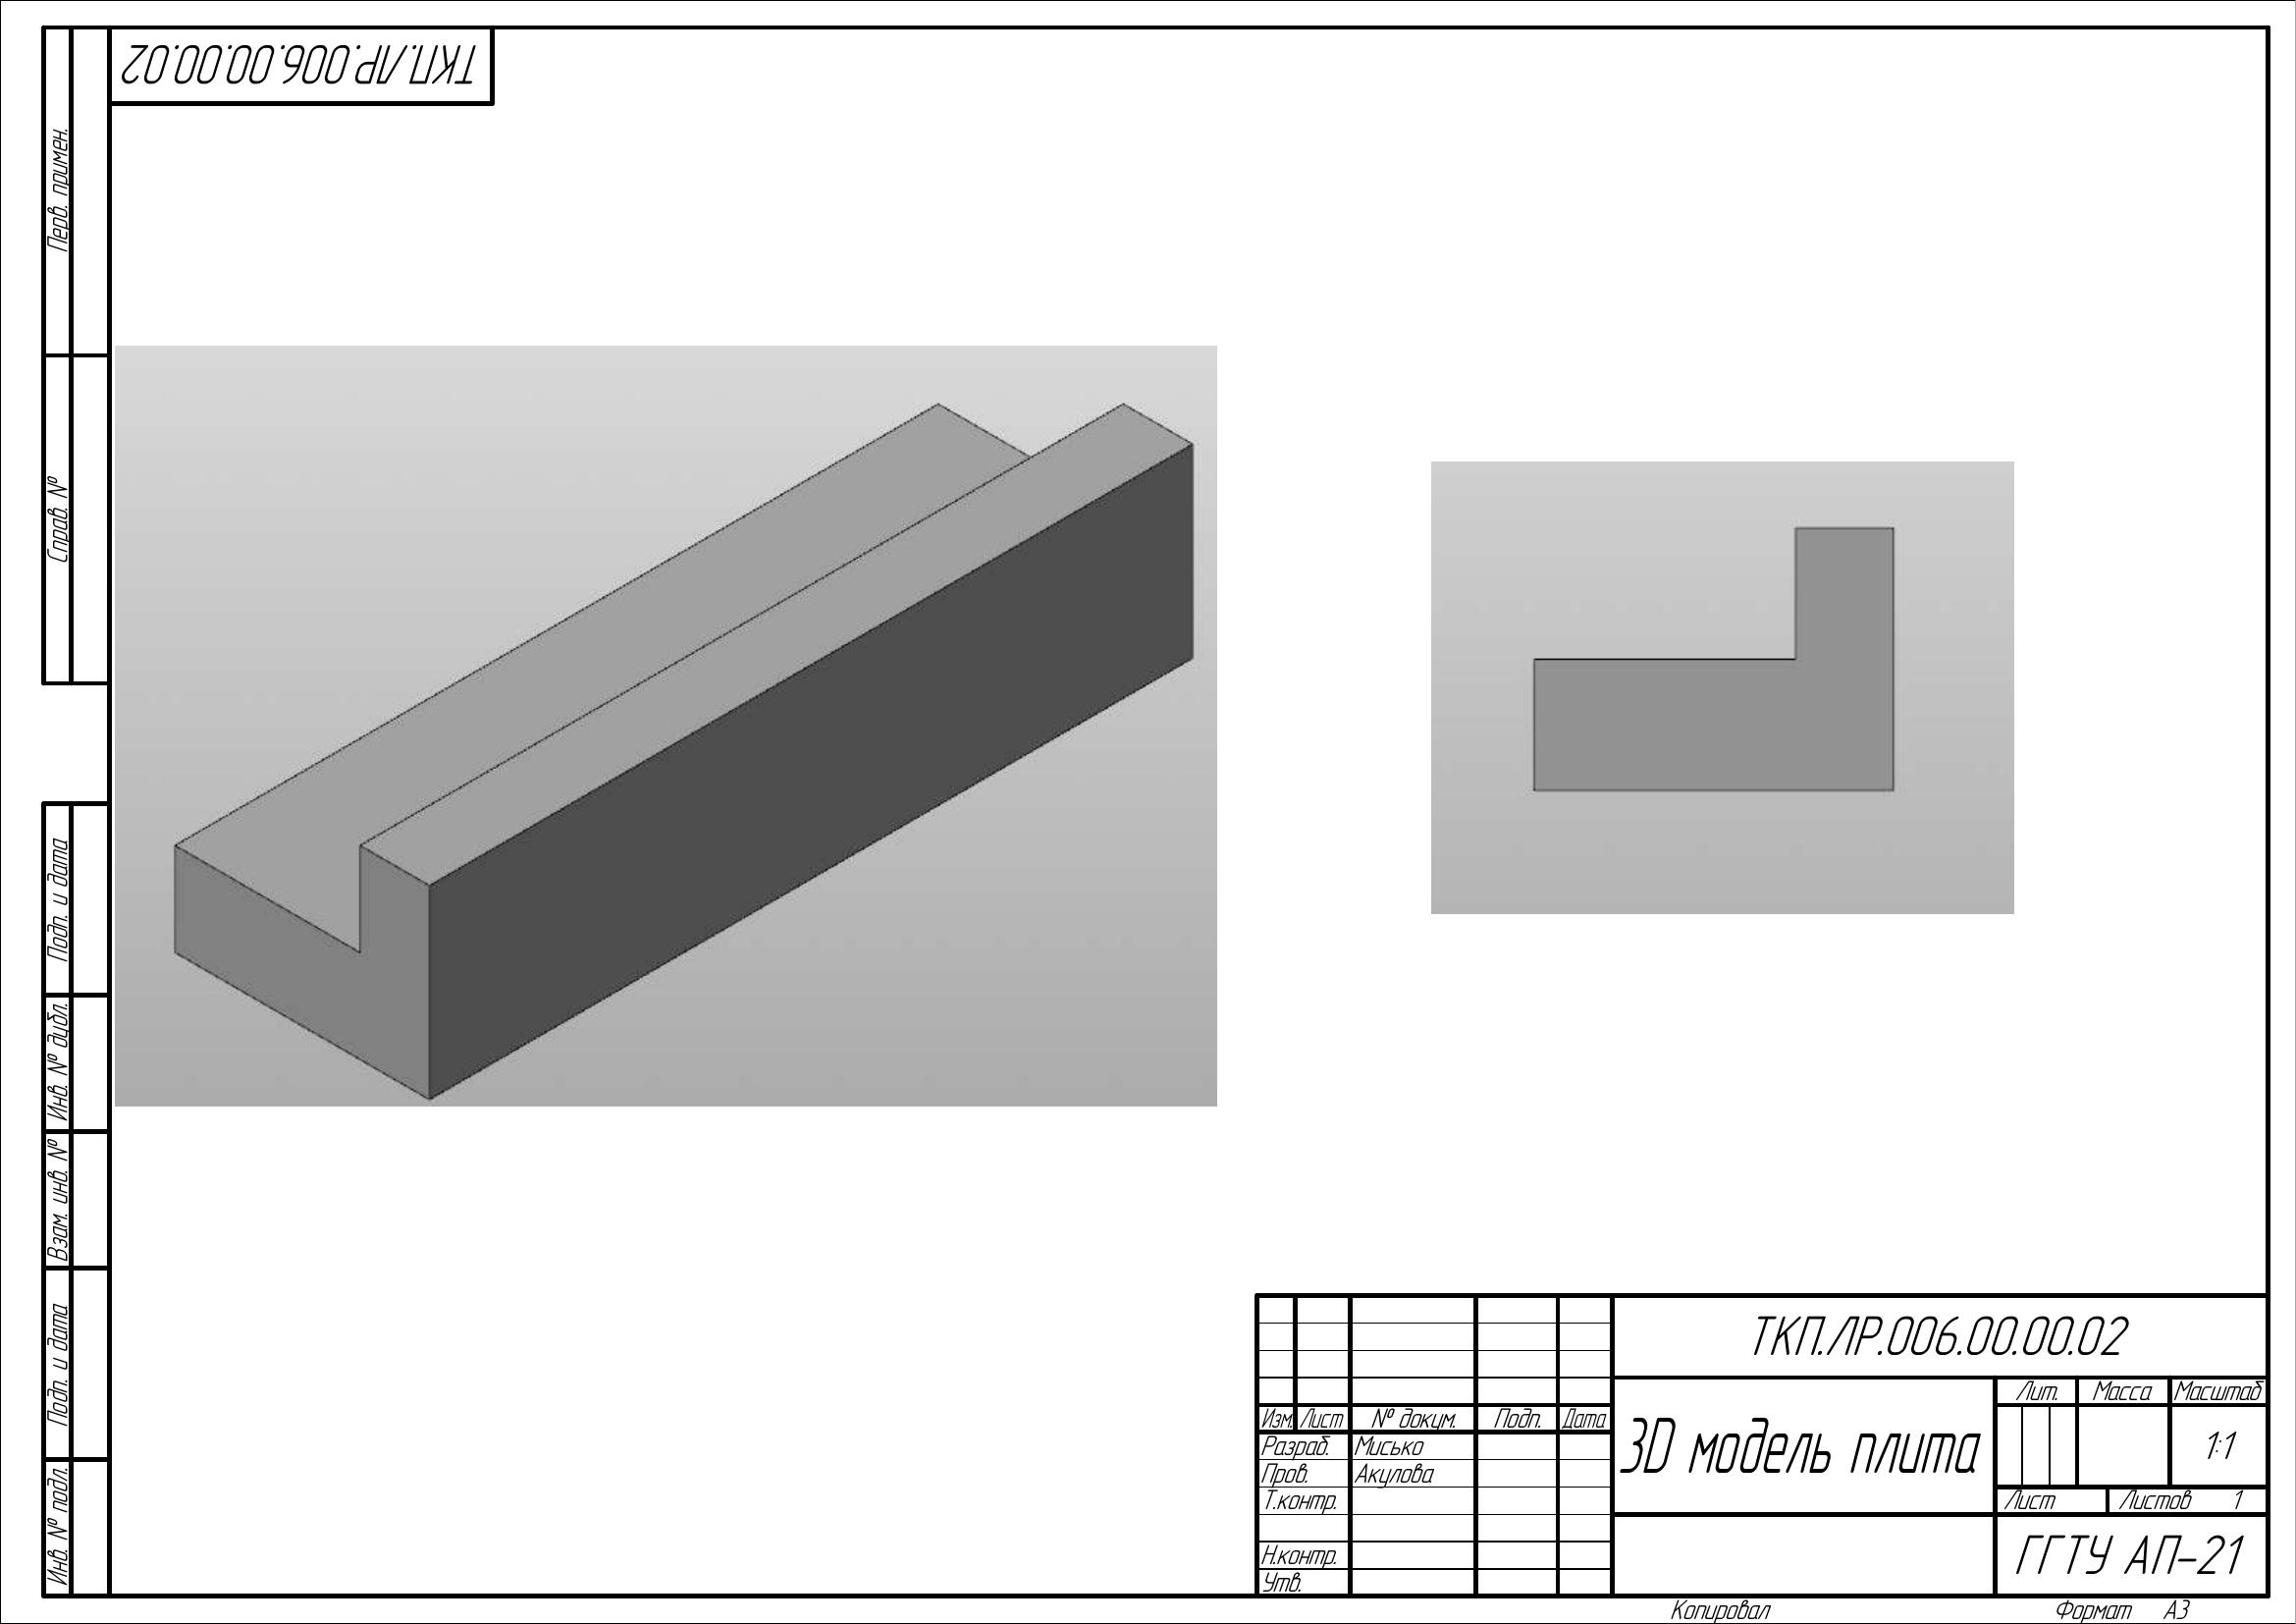 ТКП.ЛР.006.00.00.02
Перв. примен.
Справ. №
Подп. и дата
Инв. № дубл.
Взам. инв. №
Подп. и дата
Инв. № подл.
ТКП.ЛР.006.00.00.02
Лит. Масса Масштаб
Изм. Лист № докум. Подп. Дата
Разраб. Мисько
3D модель плита
1:1
Пров. Акулова
Т.контр.
Лист Листов 1
Н.контр.
ГГТУ АП-21
Утв.
Копировал Формат А3